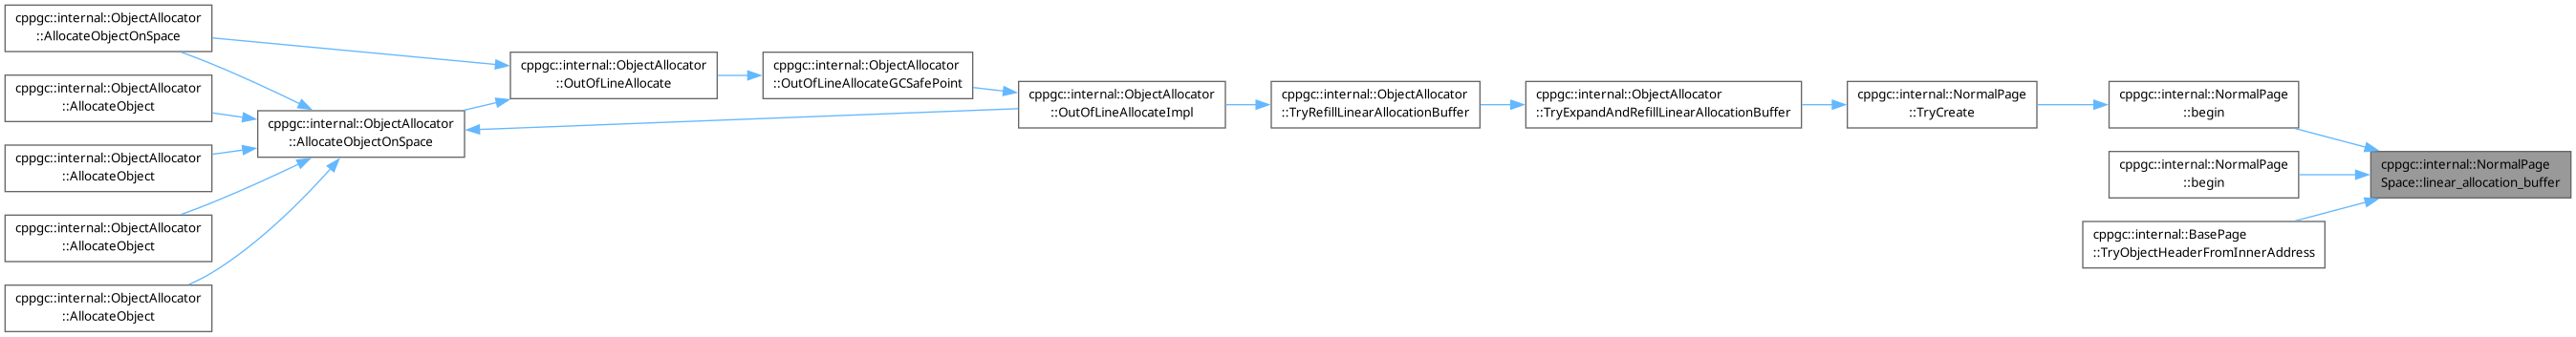 cppgc::internal::ObjectAllocator
::AllocateObjectOnSpace
cppgc::internal::ObjectAllocator
::AllocateObject
cppgc::internal::ObjectAllocator
::AllocateObject
cppgc::internal::ObjectAllocator
::AllocateObject
cppgc::internal::ObjectAllocator
::AllocateObject
cppgc::internal::ObjectAllocator
::AllocateObjectOnSpace
cppgc::internal::ObjectAllocator
::OutOfLineAllocate
cppgc::internal::ObjectAllocator
::OutOfLineAllocateGCSafePoint
cppgc::internal::ObjectAllocator
::OutOfLineAllocateImpl
cppgc::internal::ObjectAllocator
::TryRefillLinearAllocationBuffer
cppgc::internal::ObjectAllocator
::TryExpandAndRefillLinearAllocationBuffer
cppgc::internal::NormalPage
::TryCreate
cppgc::internal::NormalPage
::begin
cppgc::internal::NormalPage
::begin
cppgc::internal::BasePage
::TryObjectHeaderFromInnerAddress
cppgc::internal::NormalPage
Space::linear_allocation_buffer